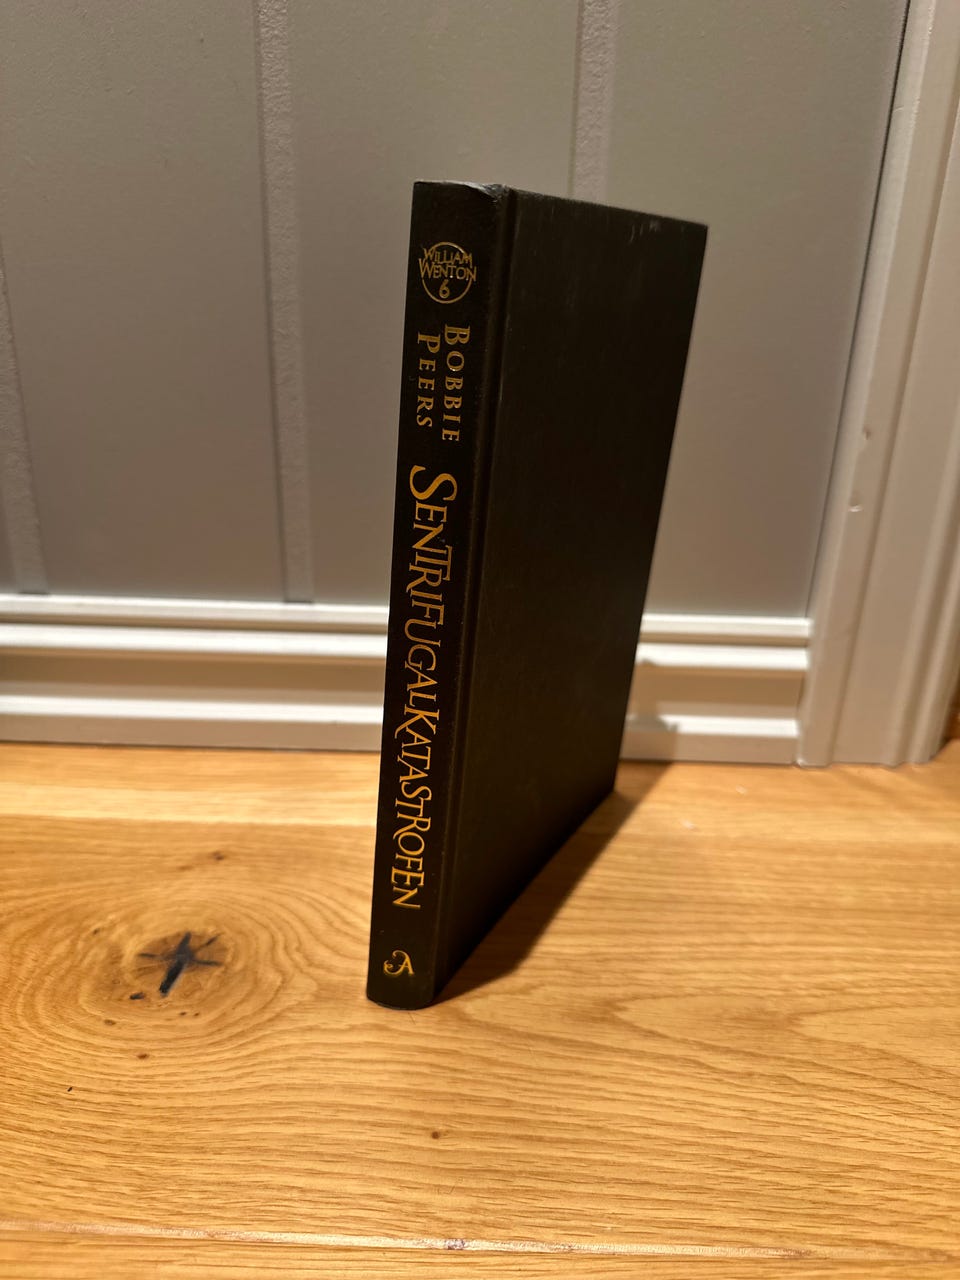 WILLIAM
WENTON
6
BOBBIE
PEERS
SENTRIFUGALKATASTROFEN
A